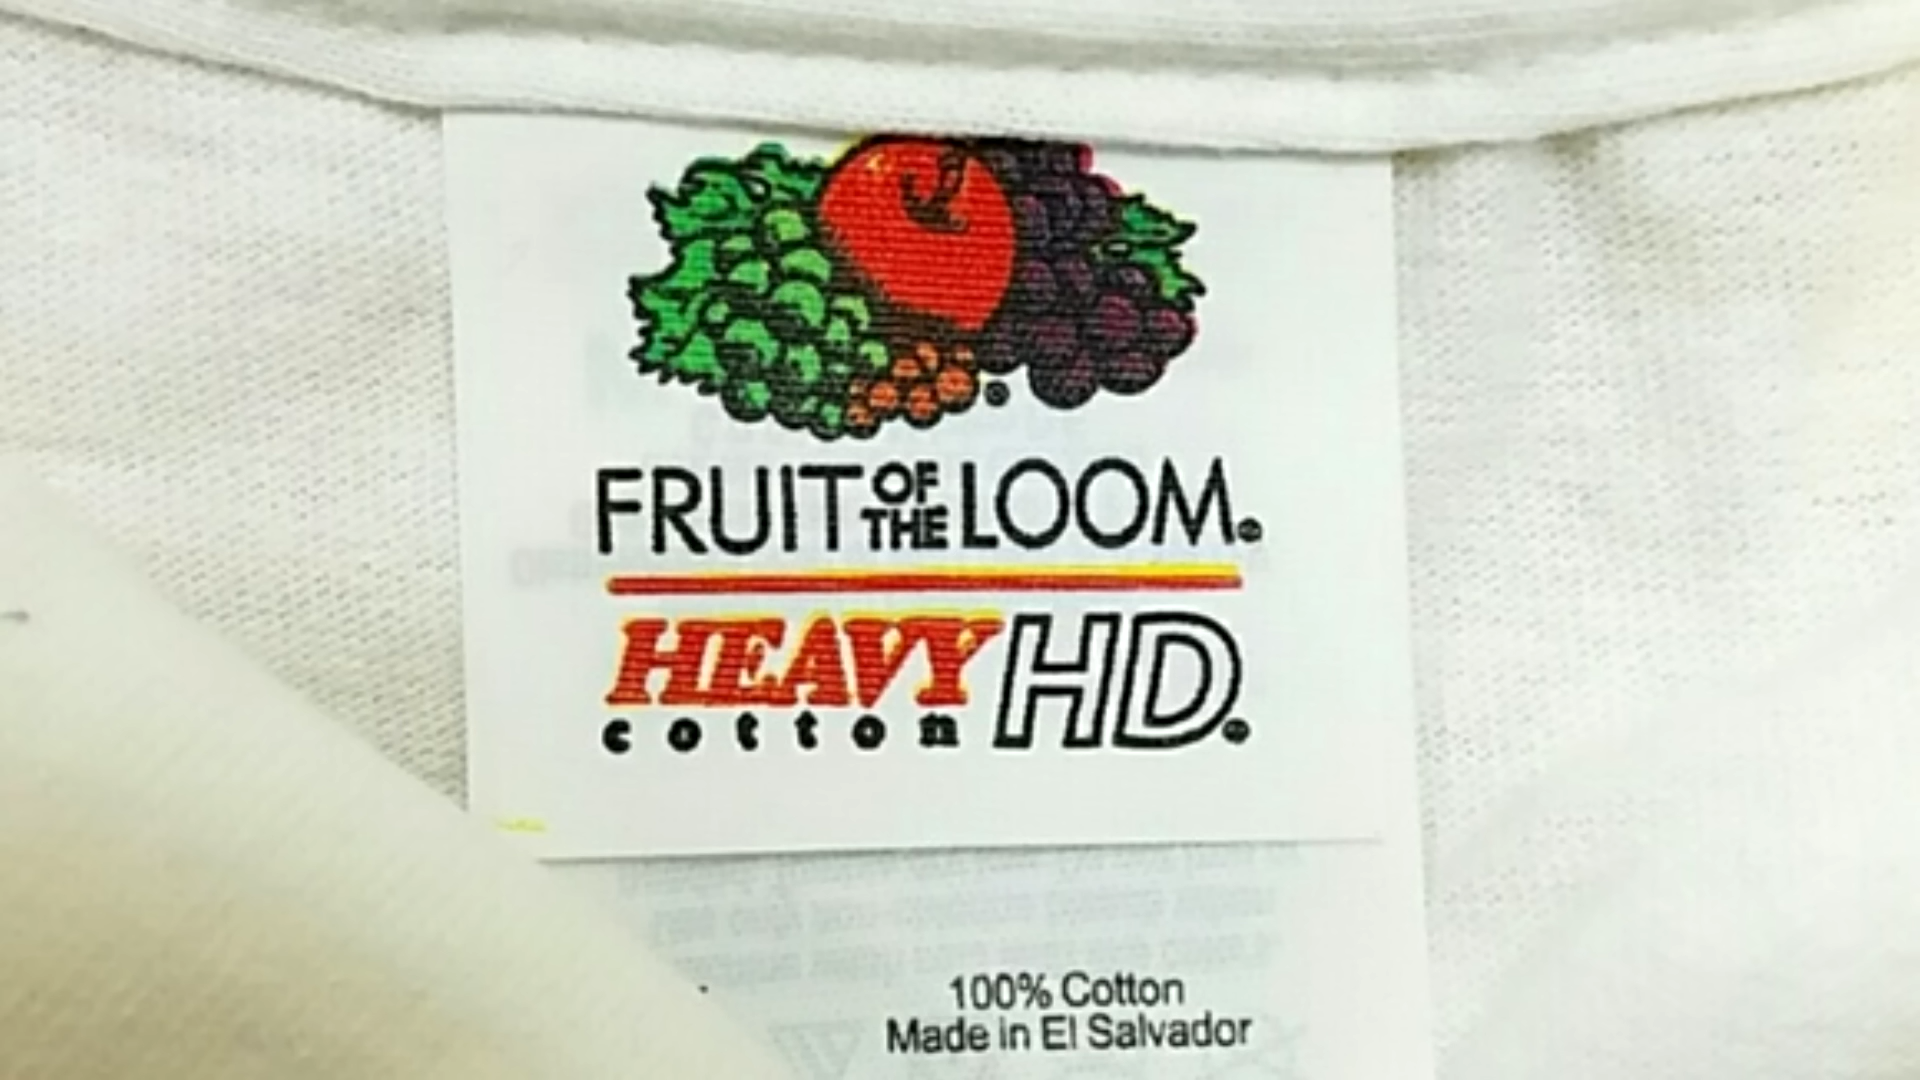 FRUIT OF THE LOOM®
HEAVY cotton HD®
100% Cotton
Made in El Salvador